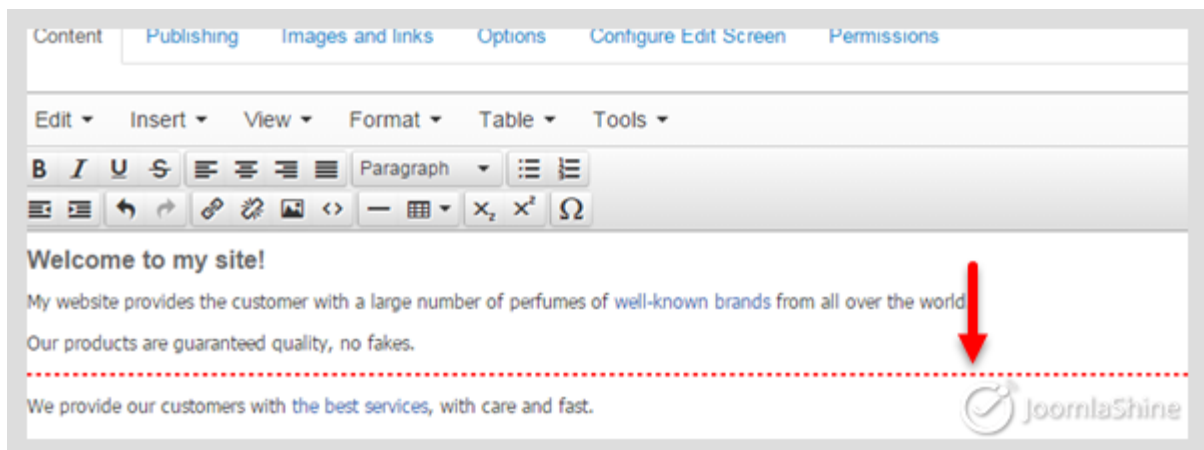 Content Publishing Images and links Options Configure Edit Screen Permissions
Edit Insert View Format Table Tools
B I U S Paragraph
X₂ X² Ω
Welcome to my site!
My website provides the customer with a large number of perfumes of well-known brands from all over the world
Our products are guaranteed quality, no fakes.
We provide our customers with the best services, with care and fast.
JoomlaShine